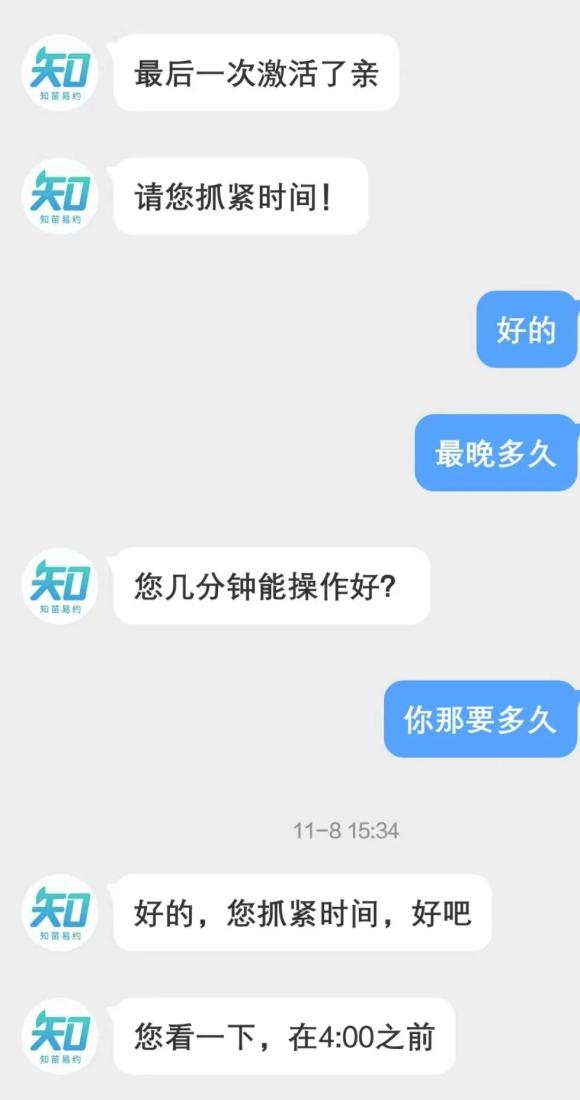 知
知苗易约
最后一次激活了亲
知
知苗易约
请您抓紧时间!
好的
最晚多久
知
知苗易约
您几分钟能操作好?
你那要多久
11-8 15:34
知
知苗易约
好的，您抓紧时间，好吧
知
知苗易约
您看一下，在4:00之前